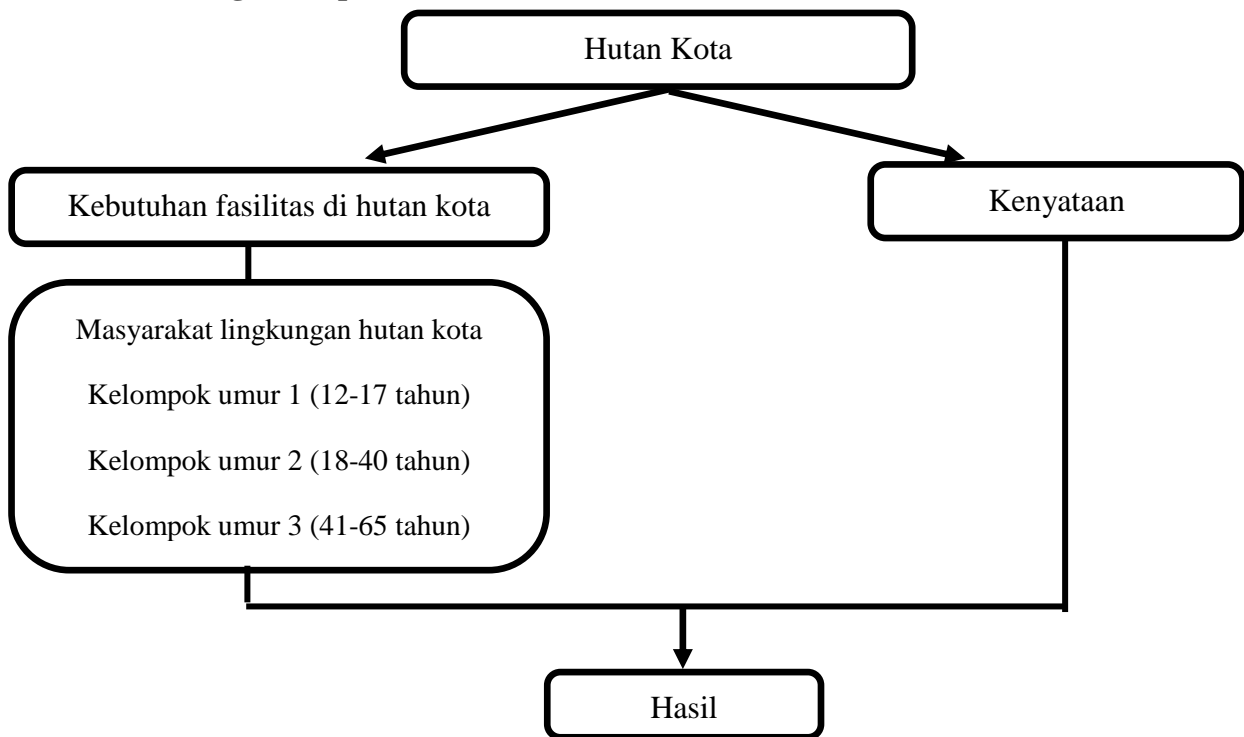 Hutan Kota
Kebutuhan fasilitas di hutan kota
Kenyataan
Masyarakat lingkungan hutan kota
Kelompok umur 1 (12-17 tahun)
Kelompok umur 2 (18-40 tahun)
Kelompok umur 3 (41-65 tahun)
Hasil